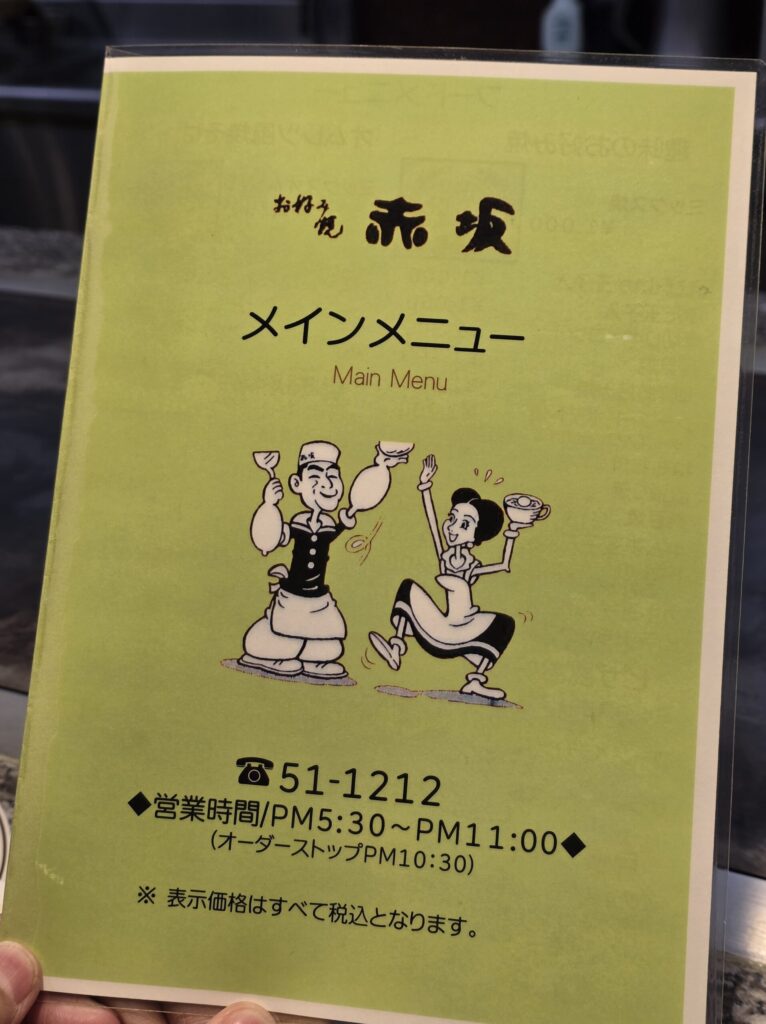 お好み焼 赤坂
メインメニュー
Main Menu
☎51-1212
◆営業時間/PM5:30～PM11:00◆
(オーダーストップPM10:30)
※ 表示価格はすべて税込となります。